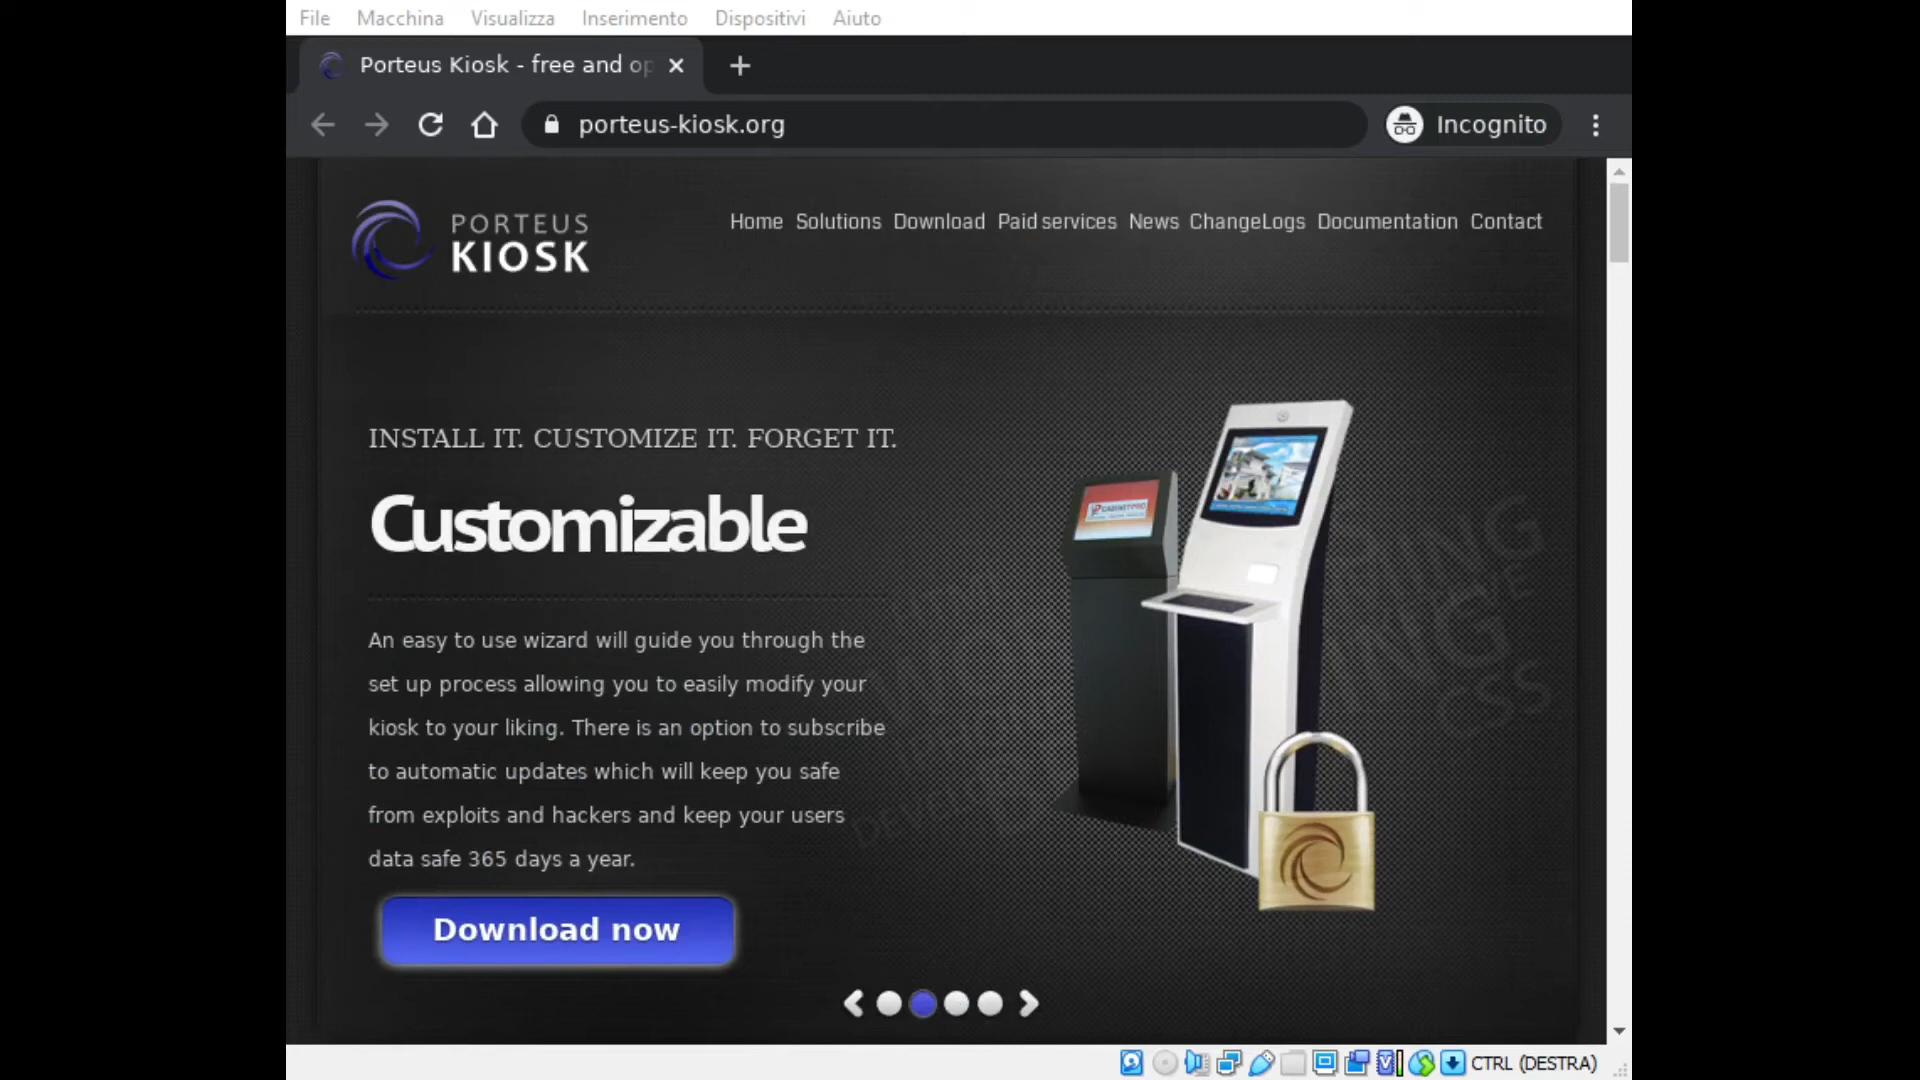 File Macchina Visualizza Inserimento Dispositivi Aiuto
Porteus Kiosk - free and op
porteus-kiosk.org Incognito
PORTEUS
KIOSK
Home Solutions Download Paid services News ChangeLogs Documentation Contact
INSTALL IT. CUSTOMIZE IT. FORGET IT.
Customizable
An easy to use wizard will guide you through the
set up process allowing you to easily modify your
kiosk to your liking. There is an option to subscribe
to automatic updates which will keep you safe
from exploits and hackers and keep your users
data safe 365 days a year.
Download now
CTRL (DESTRA)